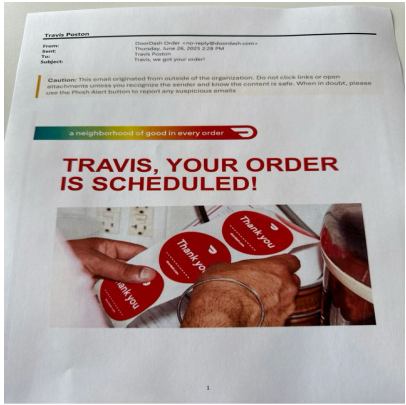 Travis Poston
From: DoorDash Order <no-reply@doordash.com>
Sent: Thursday, June 26, 2025 2:28 PM
To: Travis Poston
Subject: Travis, we got your order!
Caution: This email originated from outside of the organization. Do not click links or open
attachments unless you recognize the sender and know the content is safe. When in doubt, please
use the Phish Alert button to report any suspicious emails.
a neighborhood of good in every order
TRAVIS, YOUR ORDER
IS SCHEDULED!
Thank you
Thank you
Thank you
1